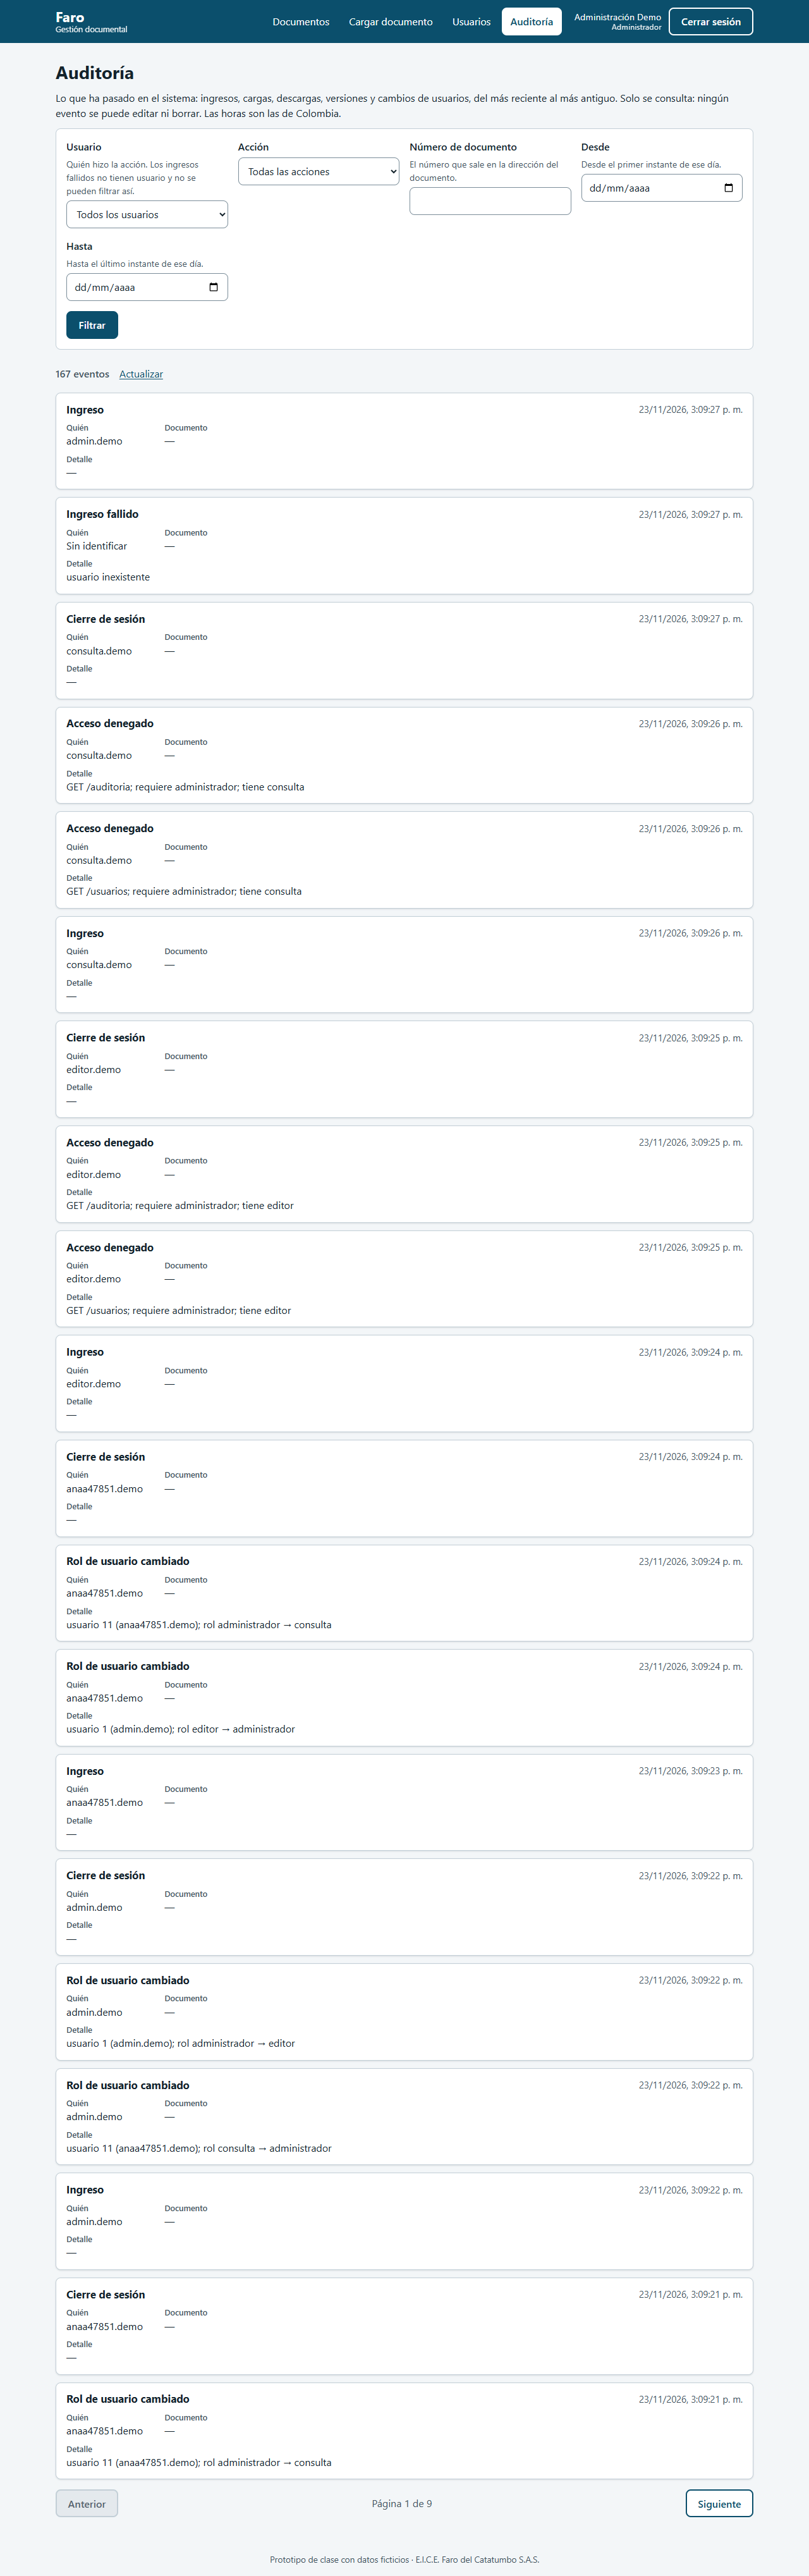 Faro
Gestión documental
Documentos
Cargar documento
Usuarios
Auditoría
Administración Demo
Administrador
Cerrar sesión
Auditoría
Lo que ha pasado en el sistema: ingresos, cargas, descargas, versiones y cambios de usuarios, del más reciente al más antiguo. Solo se consulta: ningún
evento se puede editar ni borrar. Las horas son las de Colombia.
Usuario
Quién hizo la acción. Los ingresos
fallidos no tienen usuario y no se
pueden filtrar así.
Todos los usuarios
Acción
Todas las acciones
Número de documento
El número que sale en la dirección del
documento.
Desde
Desde el primer instante de ese día.
dd/mm/aaaa
Hasta
Hasta el último instante de ese día.
dd/mm/aaaa
Filtrar
167 eventos Actualizar
Ingreso 23/11/2026, 3:09:27 p. m.
Quién Documento
admin.demo —
Detalle
—
Ingreso fallido 23/11/2026, 3:09:27 p. m.
Quién Documento
Sin identificar —
Detalle
usuario inexistente
Cierre de sesión 23/11/2026, 3:09:27 p. m.
Quién Documento
consulta.demo —
Detalle
—
Acceso denegado 23/11/2026, 3:09:26 p. m.
Quién Documento
consulta.demo —
Detalle
GET /auditoria; requiere administrador; tiene consulta
Acceso denegado 23/11/2026, 3:09:26 p. m.
Quién Documento
consulta.demo —
Detalle
GET /usuarios; requiere administrador; tiene consulta
Ingreso 23/11/2026, 3:09:26 p. m.
Quién Documento
consulta.demo —
Detalle
—
Cierre de sesión 23/11/2026, 3:09:25 p. m.
Quién Documento
editor.demo —
Detalle
—
Acceso denegado 23/11/2026, 3:09:25 p. m.
Quién Documento
editor.demo —
Detalle
GET /auditoria; requiere administrador; tiene editor
Acceso denegado 23/11/2026, 3:09:25 p. m.
Quién Documento
editor.demo —
Detalle
GET /usuarios; requiere administrador; tiene editor
Ingreso 23/11/2026, 3:09:24 p. m.
Quién Documento
editor.demo —
Detalle
—
Cierre de sesión 23/11/2026, 3:09:24 p. m.
Quién Documento
anaa47851.demo —
Detalle
—
Rol de usuario cambiado 23/11/2026, 3:09:24 p. m.
Quién Documento
anaa47851.demo —
Detalle
usuario 11 (anaa47851.demo); rol administrador → consulta
Rol de usuario cambiado 23/11/2026, 3:09:24 p. m.
Quién Documento
anaa47851.demo —
Detalle
usuario 1 (admin.demo); rol editor → administrador
Ingreso 23/11/2026, 3:09:23 p. m.
Quién Documento
anaa47851.demo —
Detalle
—
Cierre de sesión 23/11/2026, 3:09:22 p. m.
Quién Documento
admin.demo —
Detalle
—
Rol de usuario cambiado 23/11/2026, 3:09:22 p. m.
Quién Documento
admin.demo —
Detalle
usuario 1 (admin.demo); rol administrador → editor
Rol de usuario cambiado 23/11/2026, 3:09:22 p. m.
Quién Documento
admin.demo —
Detalle
usuario 11 (anaa47851.demo); rol consulta → administrador
Ingreso 23/11/2026, 3:09:22 p. m.
Quién Documento
admin.demo —
Detalle
—
Cierre de sesión 23/11/2026, 3:09:21 p. m.
Quién Documento
anaa47851.demo —
Detalle
—
Rol de usuario cambiado 23/11/2026, 3:09:21 p. m.
Quién Documento
anaa47851.demo —
Detalle
usuario 11 (anaa47851.demo); rol administrador → consulta
Anterior Página 1 de 9 Siguiente
Prototipo de clase con datos ficticios · E.I.C.E. Faro del Catatumbo S.A.S.